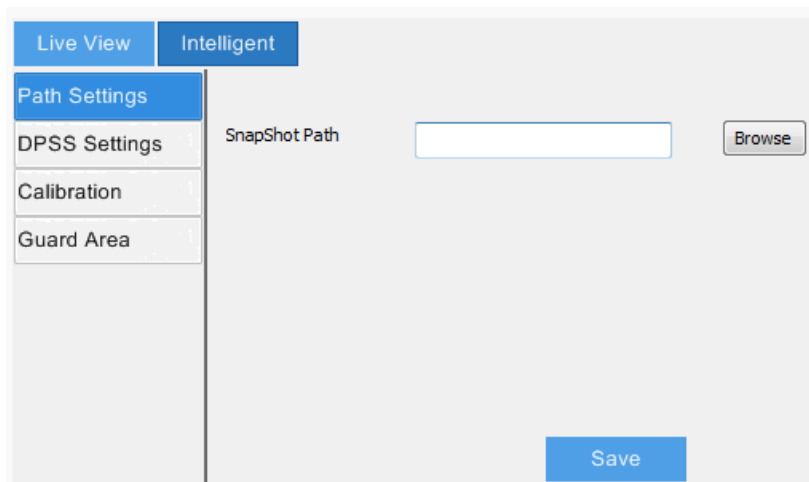 Live View
Intelligent
Path Settings
DPSS Settings
Calibration
Guard Area
SnapShot Path
Browse
Save